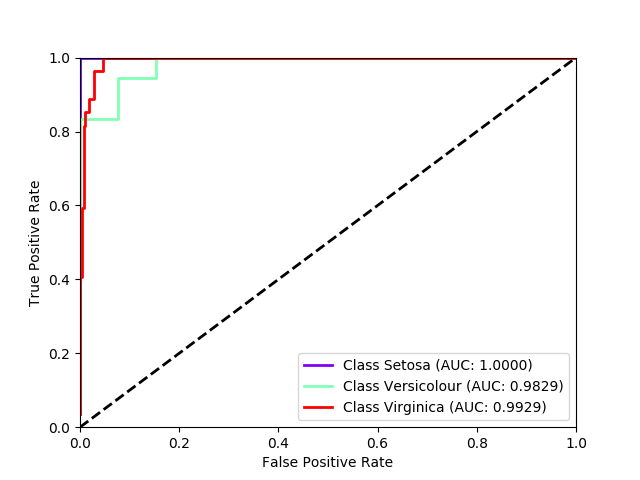 1.0
0.8
0.6
0.4
0.2
0.0
True Positive Rate
Class Setosa (AUC: 1.0000)
Class Versicolour (AUC: 0.9829)
Class Virginica (AUC: 0.9929)
0.0 0.2 0.4 0.6 0.8 1.0
False Positive Rate